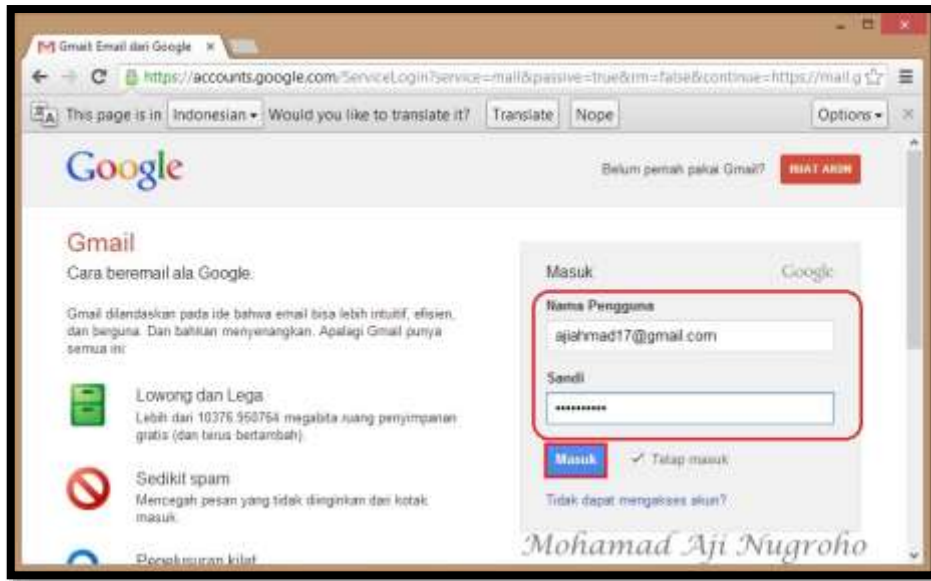 Gmail: Email dari Google
https://accounts.google.com/ServiceLogin?service=mail&passive=true&rm=false&continue=https://mail.g
This page is in Indonesian Would you like to translate it? Translate Nope Options
Google
Belum pernah pakai Gmail? BUAT AKUN
Gmail
Cara beremail ala Google.
Gmail dilandaskan pada ide bahwa email bisa lebih intuitif, efisien,
dan berguna. Dan bahkan menyenangkan. Apalagi Gmail punya
semua ini:
Lowong dan Lega
Lebih dari 10376.950764 megabita ruang penyimpanan
gratis (dan terus bertambah).
Sedikit spam
Mencegah pesan yang tidak diinginkan dari kotak
masuk.
Penelusuran kilat
Masuk Google
Nama Pengguna
ajiahmad17@gmail.com
Sandi
••••••••••
Masuk Tetap masuk
Tidak dapat mengakses akun?
Mohamad Aji Nugroho